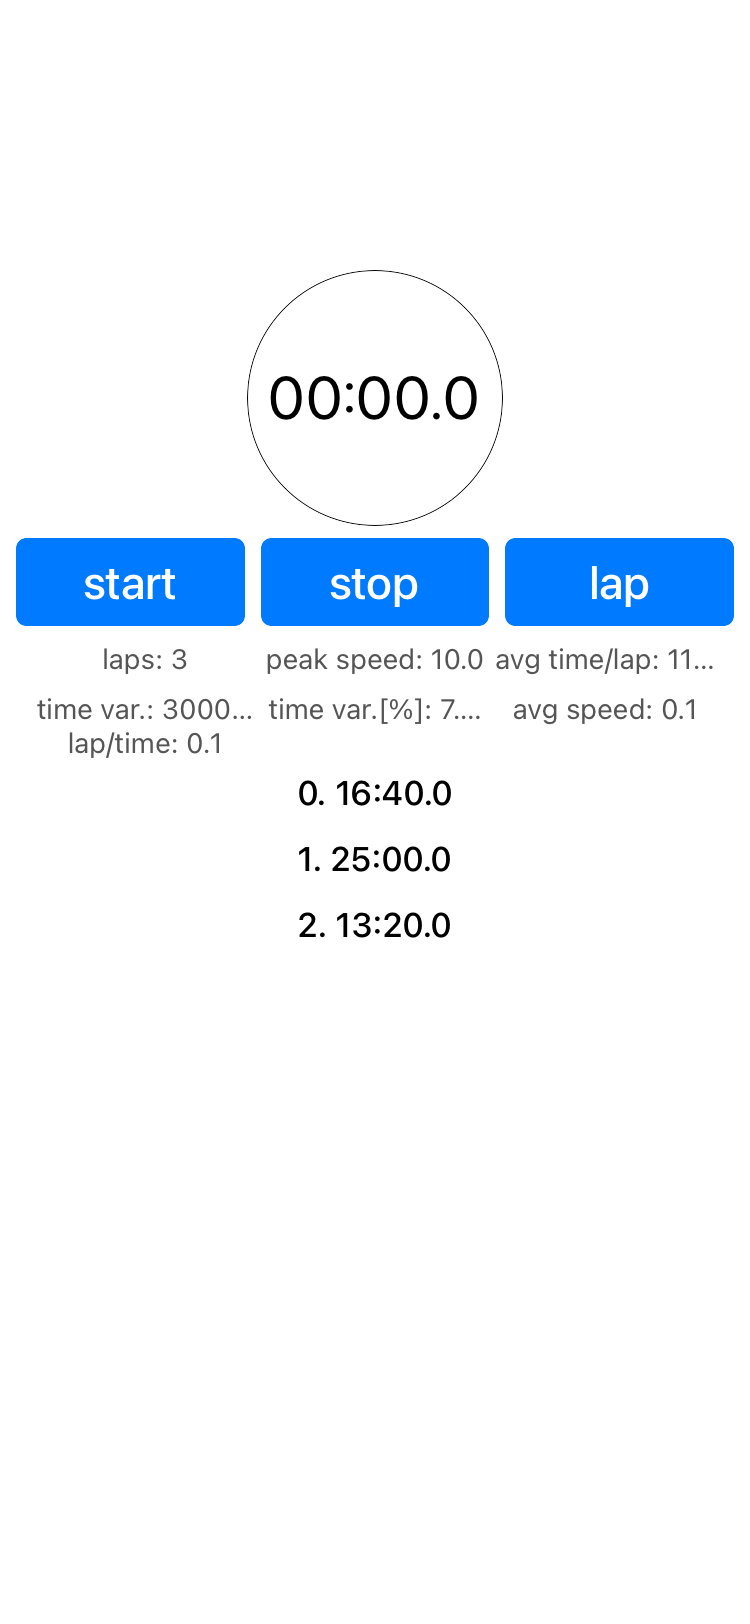 00:00.0
start stop lap
laps: 3 peak speed: 10.0 avg time/lap: 11...
time var.: 3000... time var.[%]: 7.... avg speed: 0.1
lap/time: 0.1
0. 16:40.0
1. 25:00.0
2. 13:20.0